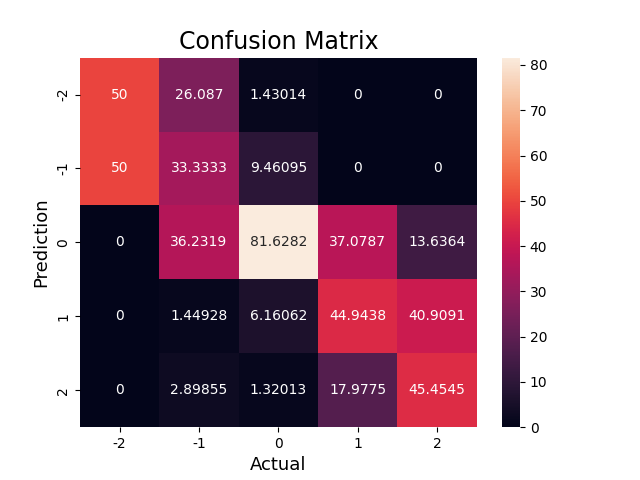 Confusion Matrix
-2 50 26.087 1.43014 0 0
-1 50 33.3333 9.46095 0 0
0 0 36.2319 81.6282 37.0787 13.6364
1 0 1.44928 6.16062 44.9438 40.9091
2 0 2.89855 1.32013 17.9775 45.4545
-2 -1 0 1 2
Prediction
Actual
80
70
60
50
40
30
20
10
0